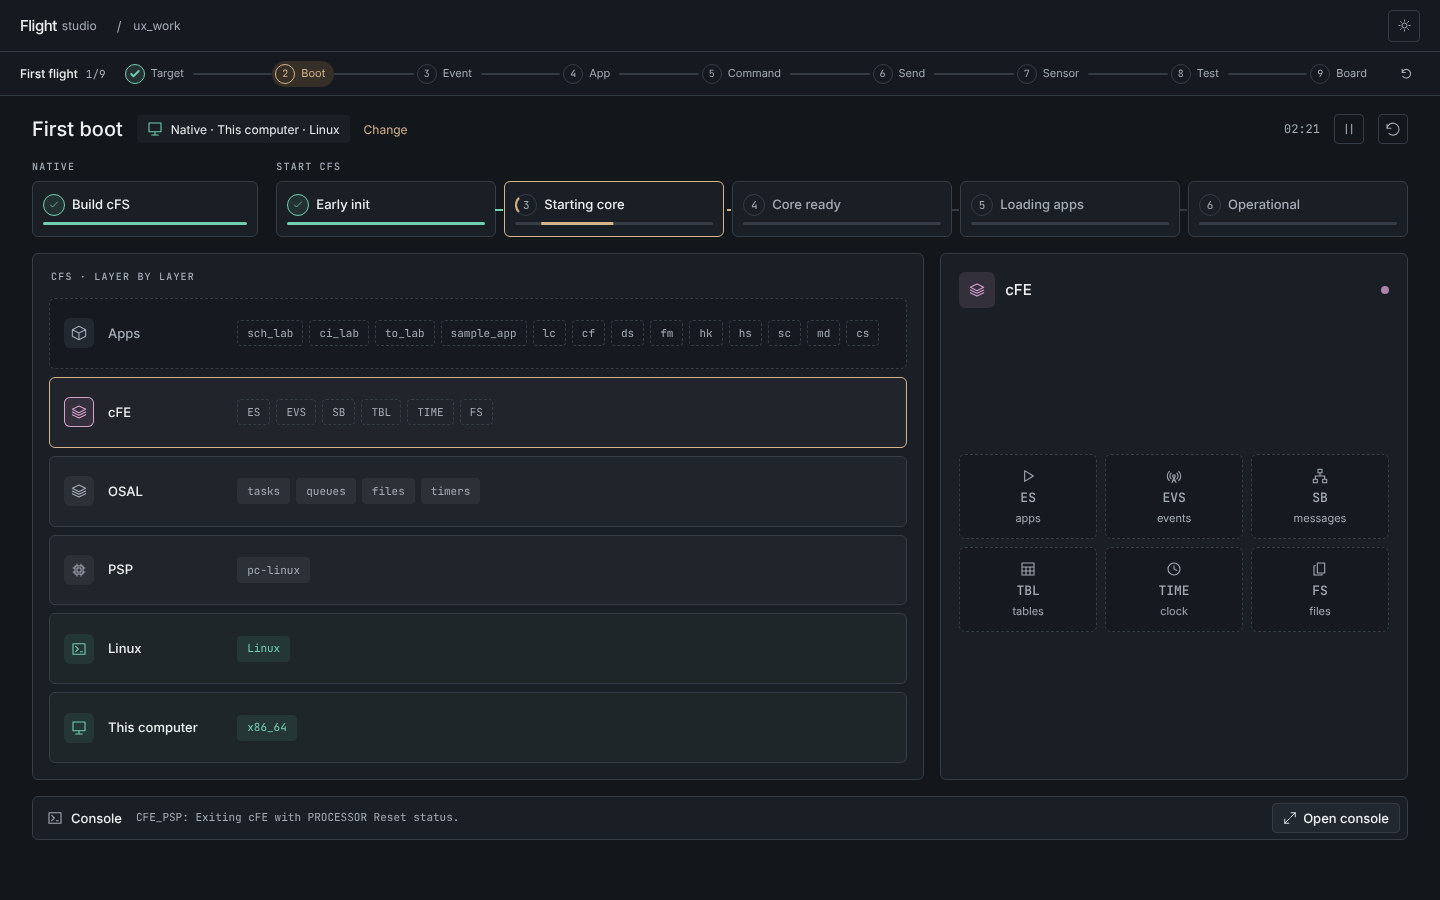 Flight studio / ux_work
First flight 1/9 Target 2 Boot 3 Event 4 App 5 Command 6 Send 7 Sensor 8 Test 9 Board
First boot Native · This computer · Linux Change 02:21
NATIVE START CFS
Build cFS Early init 3 Starting core 4 Core ready 5 Loading apps 6 Operational
CFS · LAYER BY LAYER
Apps sch_lab ci_lab to_lab sample_app lc cf ds fm hk hs sc md cs
cFE ES EVS SB TBL TIME FS
OSAL tasks queues files timers
PSP pc-linux
Linux Linux
This computer x86_64
cFE
ES EVS SB
apps events messages
TBL TIME FS
tables clock files
Console CFE_PSP: Exiting cFE with PROCESSOR Reset status. Open console